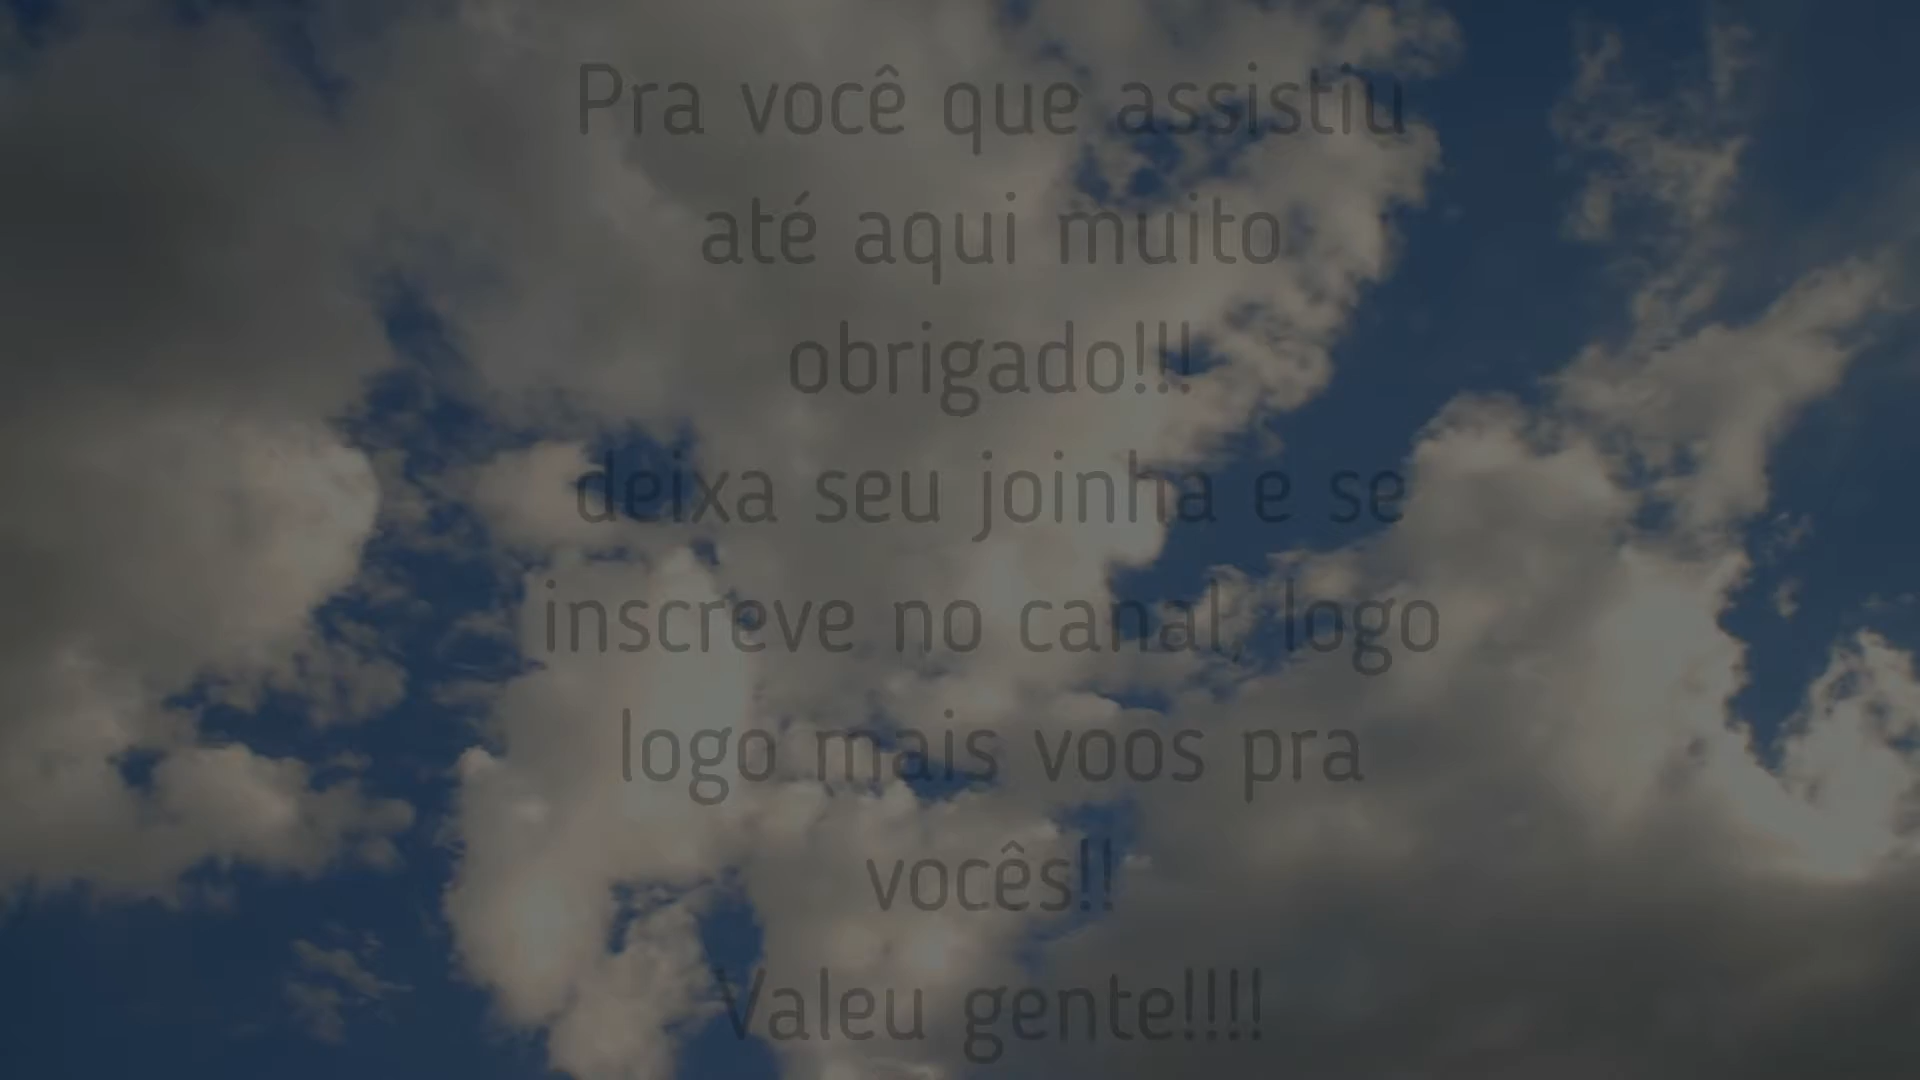 Pra você que assistiu
até aqui muito
obrigado!!!
deixa seu joinha e se
inscreve no canal, logo
logo mais voos pra
vocês!!
Valeu gente!!!!